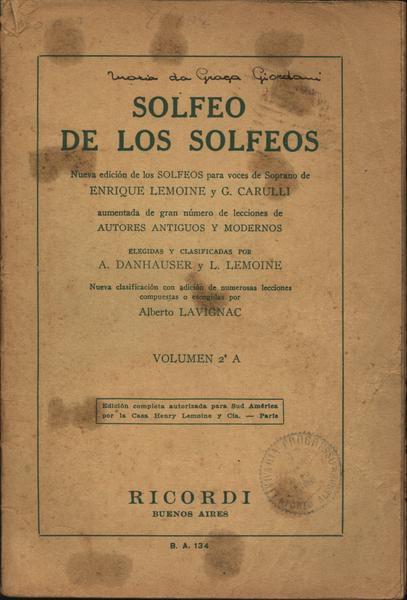 Maria da Graça Giordani
SOLFEO
DE LOS SOLFEOS
Nueva edición de los SOLFEOS para voces de Soprano de
ENRIQUE LEMOINE y G. CARULLI
aumentada de gran número de lecciones de
AUTORES ANTIGUOS Y MODERNOS
ELEGIDAS Y CLASIFICADAS POR
A. DANHAUSER y L. LEMOINE
Nueva clasificación con adición de numerosas lecciones
compuestas o escogidas por
Alberto LAVIGNAC
VOLUMEN 2º A
Edición completa autorizada para Sud América
por la Casa Henry Lemoine y Cía. — París
PROGRESSO
RICORDI
BUENOS AIRES
B. A. 134